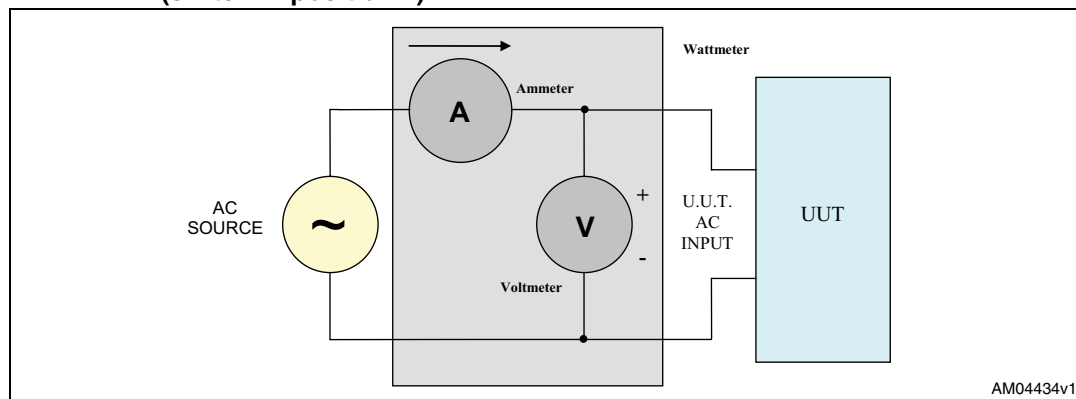 Wattmeter
Ammeter
A
AC
SOURCE
~
V
+
-
U.U.T.
AC
INPUT
UUT
Voltmeter
AM04434v1